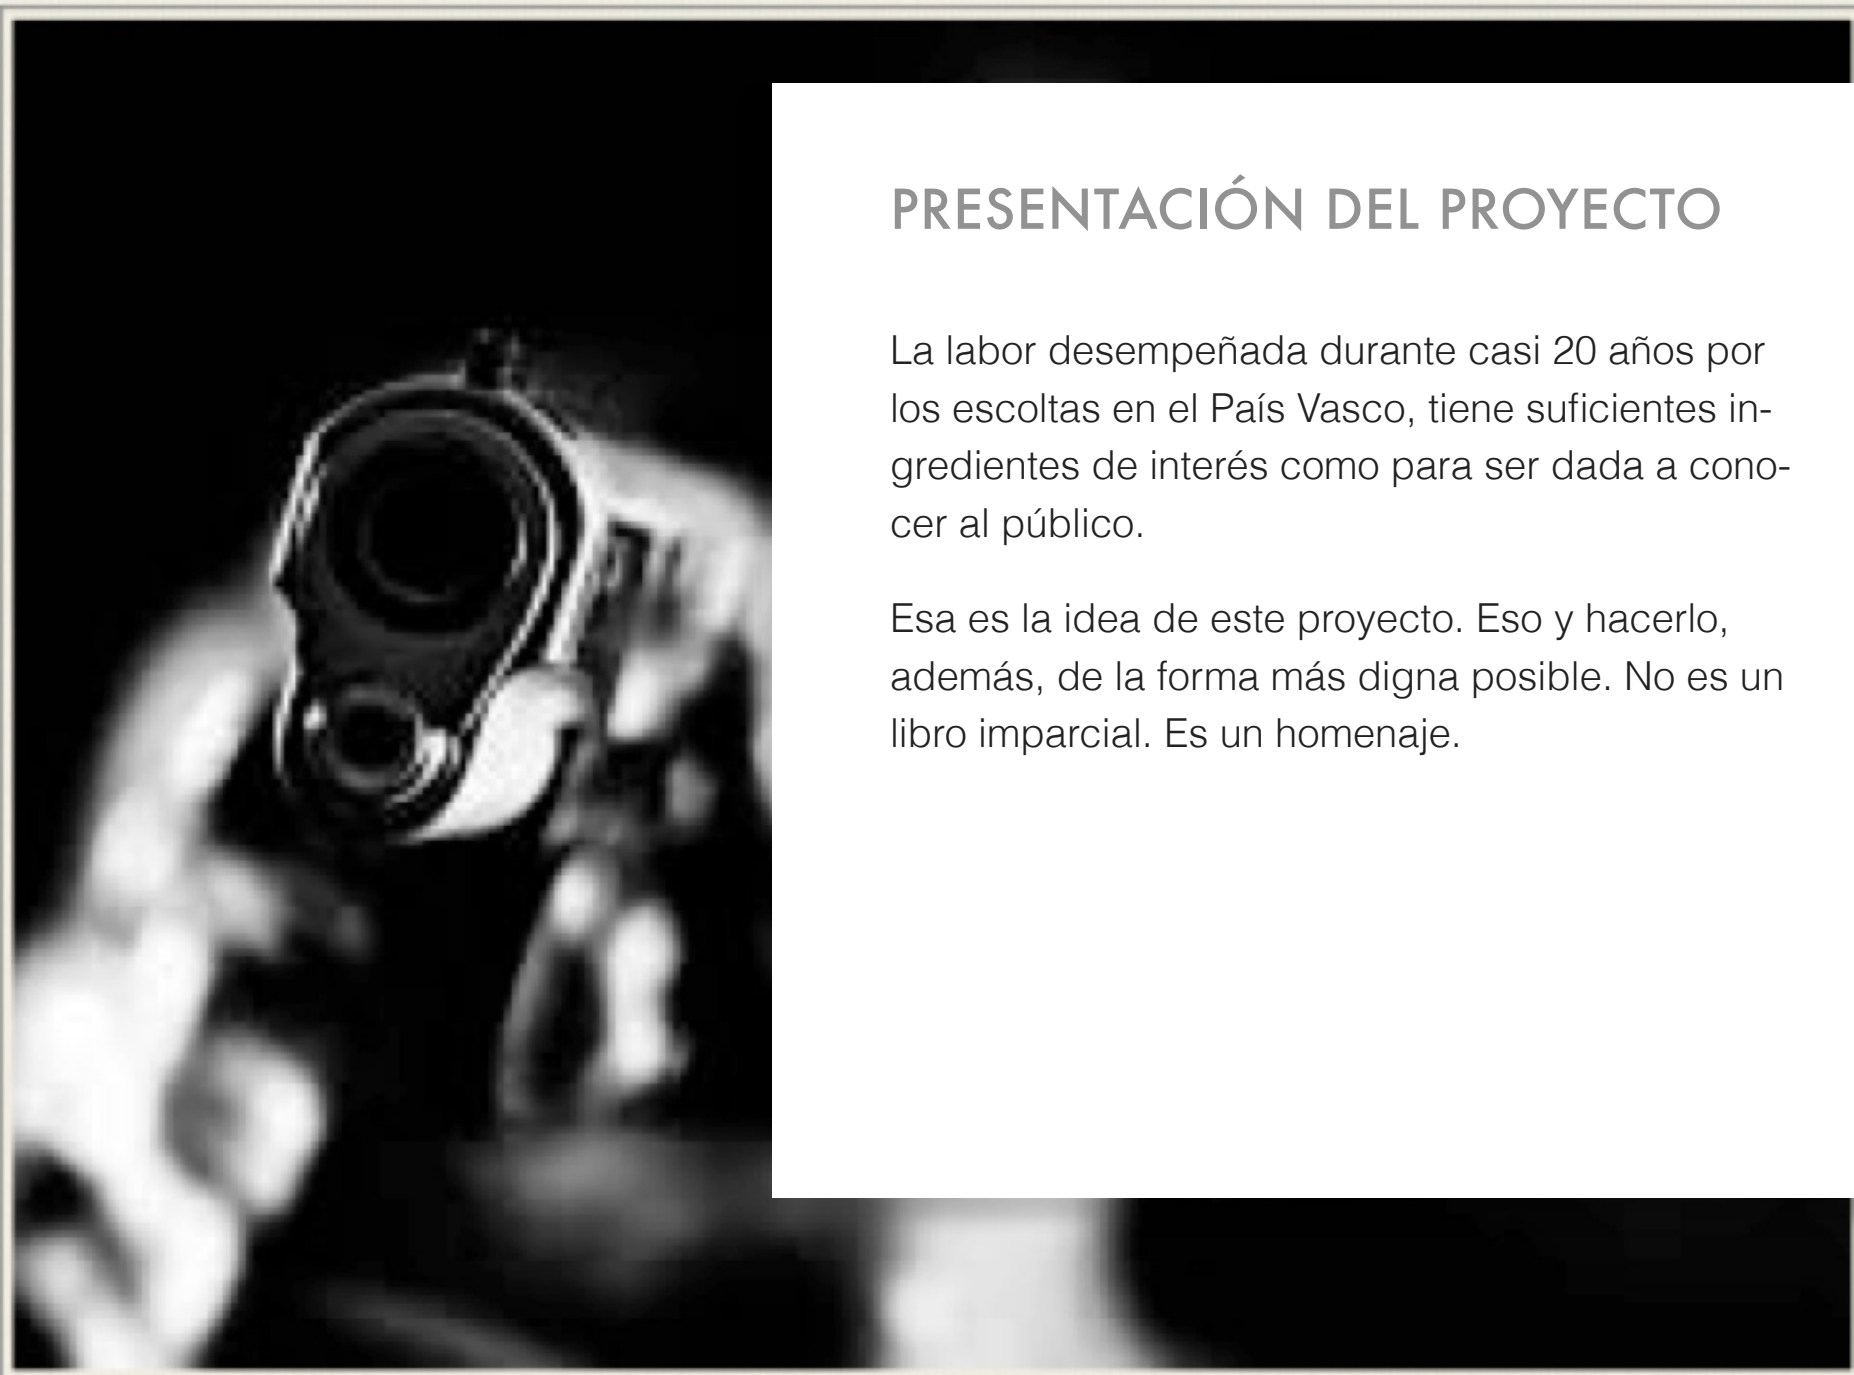 PRESENTACIÓN DEL PROYECTO
La labor desempeñada durante casi 20 años por
los escoltas en el País Vasco, tiene suficientes in-
gredientes de interés como para ser dada a cono-
cer al público.
Esa es la idea de este proyecto. Eso y hacerlo,
además, de la forma más digna posible. No es un
libro imparcial. Es un homenaje.